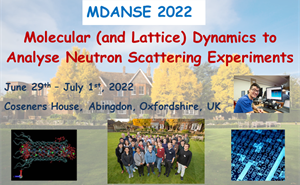 MDANSE 2022
Molecular (and Lattice) Dynamics to
Analyse Neutron Scattering Experiments
June 29th - July 1st, 2022
Coseners House, Abingdon, Oxfordshire, UK